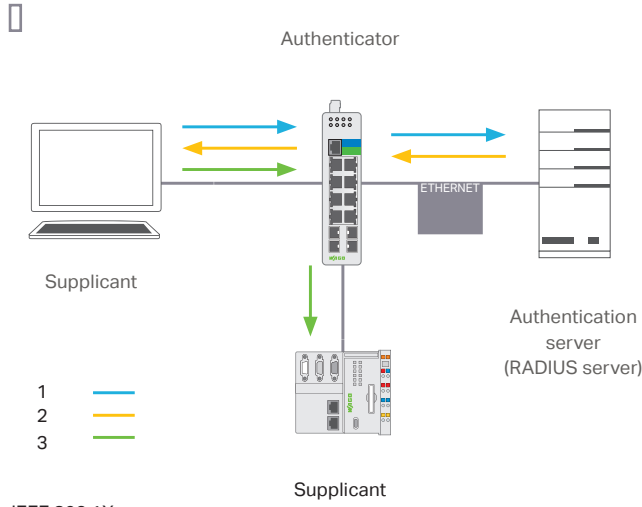 Authenticator
ETHERNET
Supplicant
Authentication
server
(RADIUS server)
1
2
3
Supplicant